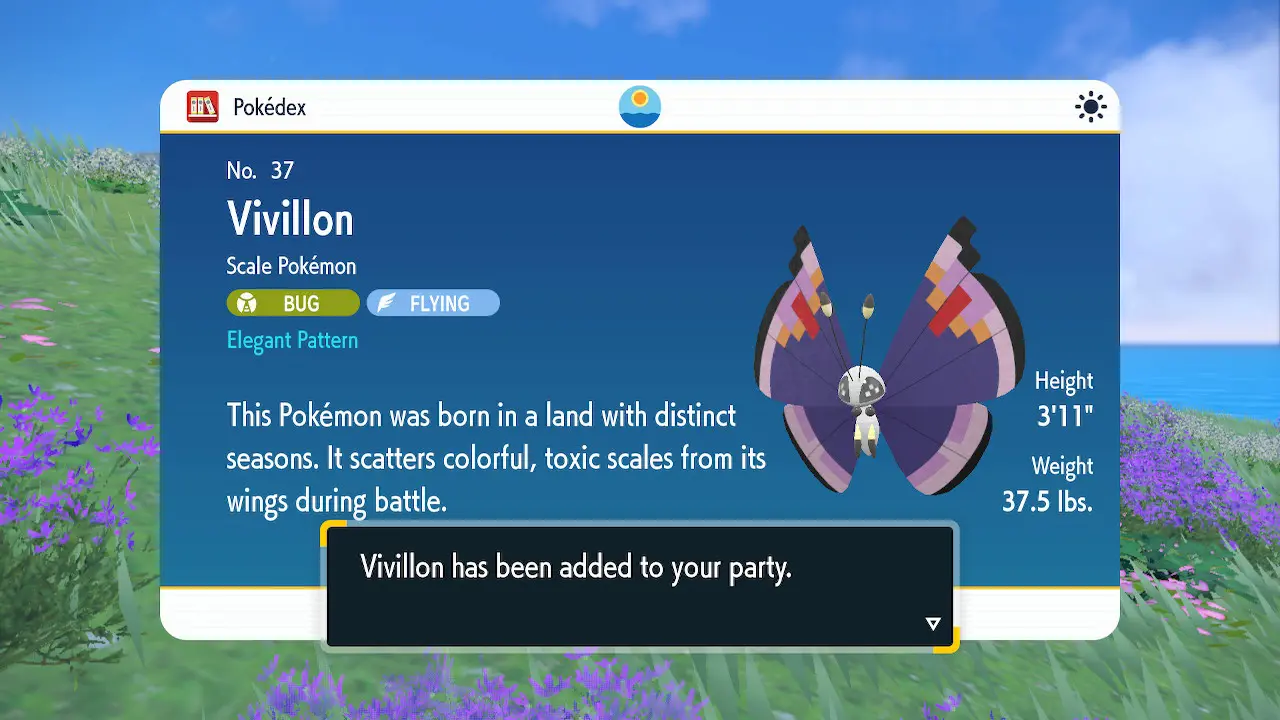 Pokédex
No. 37
Vivillon
Scale Pokémon
BUG FLYING
Elegant Pattern
This Pokémon was born in a land with distinct
seasons. It scatters colorful, toxic scales from its
wings during battle.
Height
3'11"
Weight
37.5 lbs.
Vivillon has been added to your party.